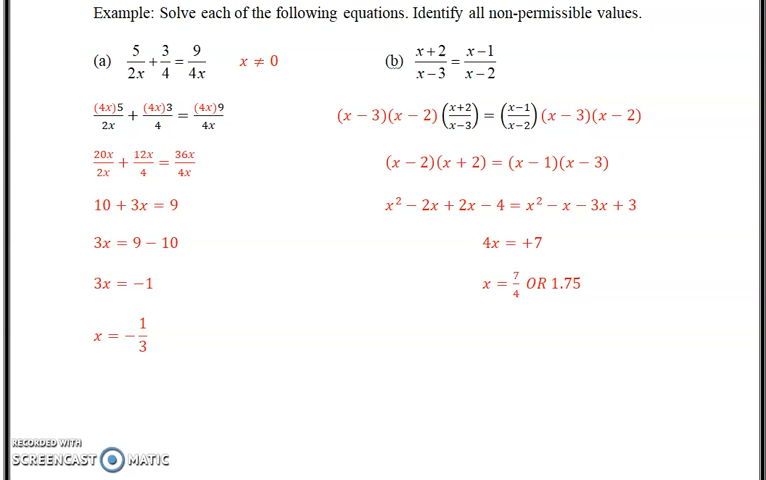 Example: Solve each of the following equations. Identify all non-permissible values.
(a) 5/2x + 3/4 = 9/4x    x ≠ 0
(4x)5/2x + (4x)3/4 = (4x)9/4x
20x/2x + 12x/4 = 36x/4x
10 + 3x = 9
3x = 9 − 10
3x = −1
x = −1/3
(b) x+2/x−3 = x−1/x−2
(x − 3)(x − 2)(x+2/x−3) = (x−1/x−2)(x − 3)(x − 2)
(x − 2)(x + 2) = (x − 1)(x − 3)
x² − 2x + 2x − 4 = x² − x − 3x + 3
4x = +7
x = 7/4 OR 1.75
RECORDED WITH
SCREENCAST MATIC